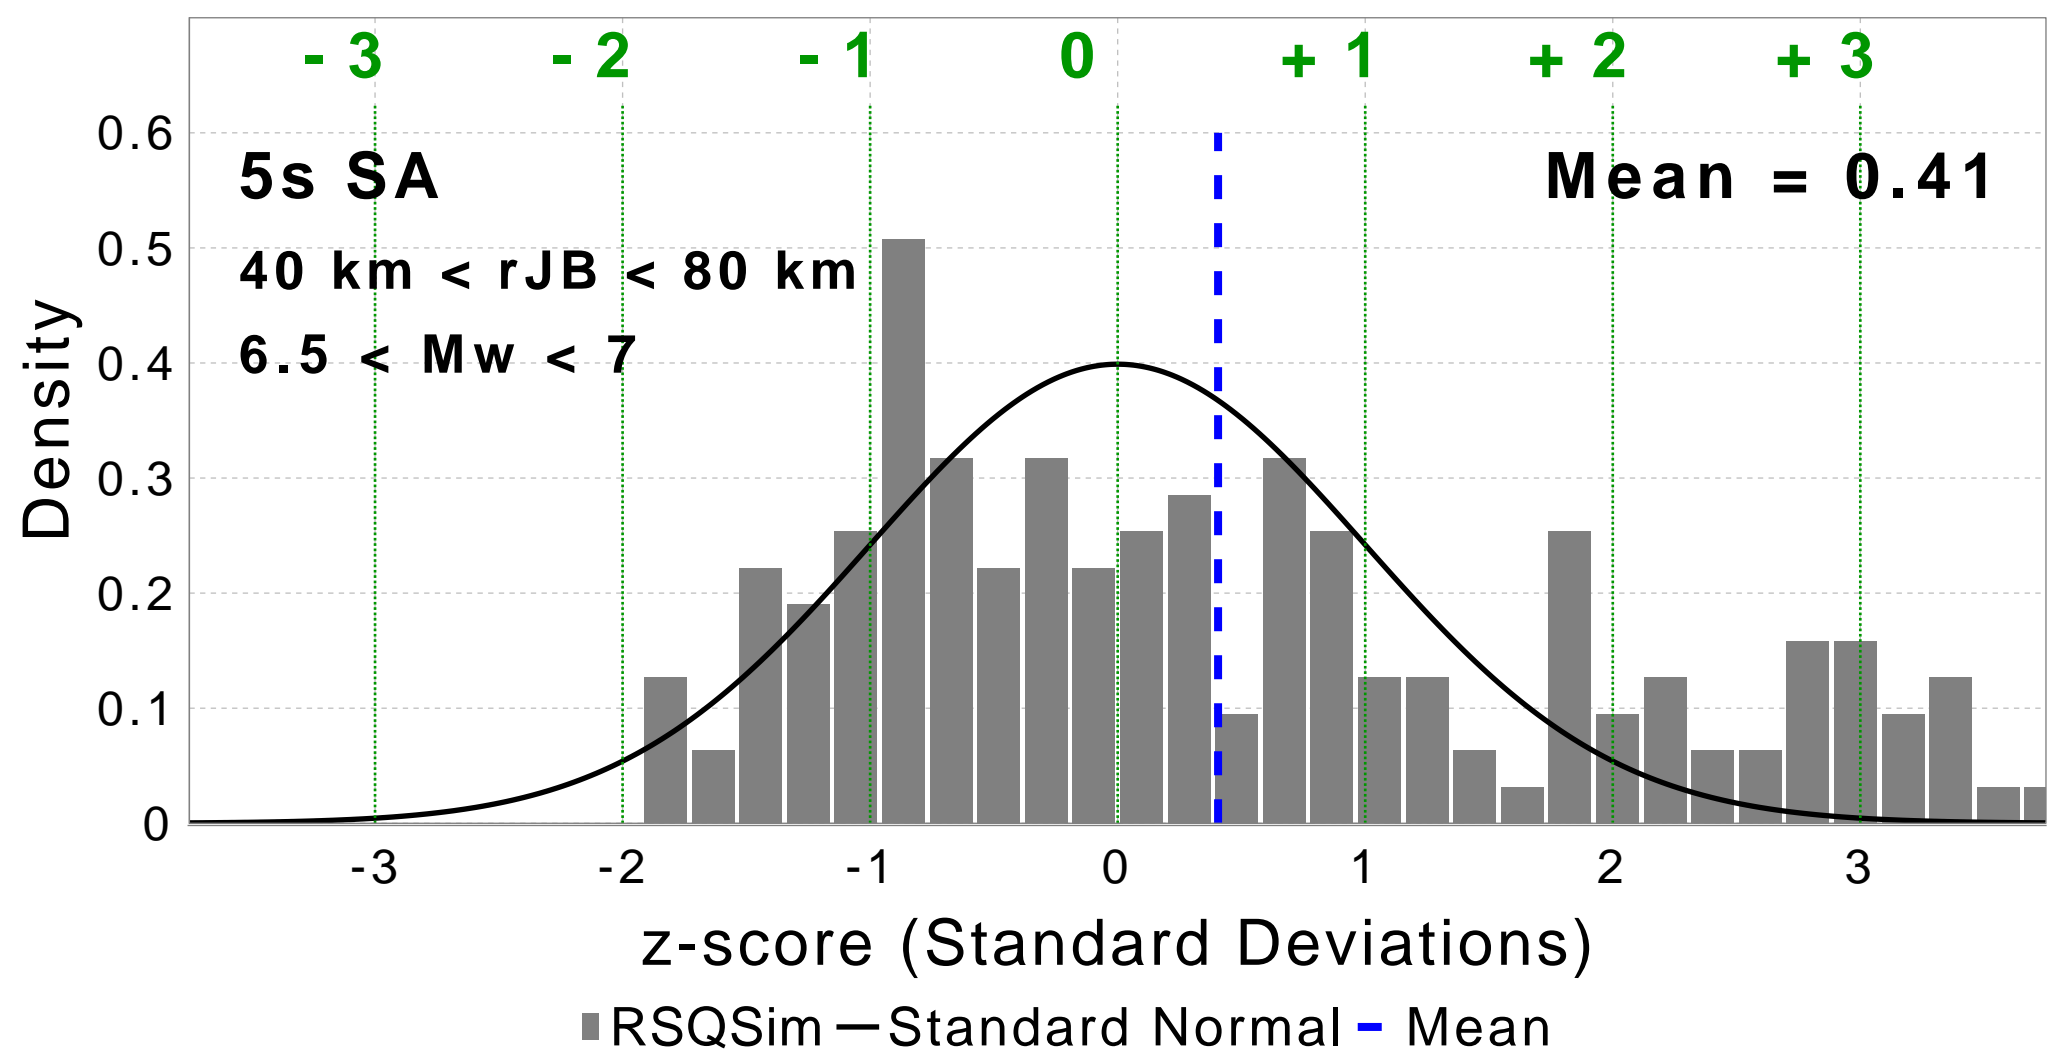 - 3 - 2 - 1 0 + 1 + 2 + 3
0.6
5s SA
Mean = 0.41
0.5
40 km < rJB < 80 km
6.5 < Mw < 7
0.4
0.3
0.2
0.1
0
Density
-3 -2 -1 0 1 2 3
z-score (Standard Deviations)
RSQSim Standard Normal Mean